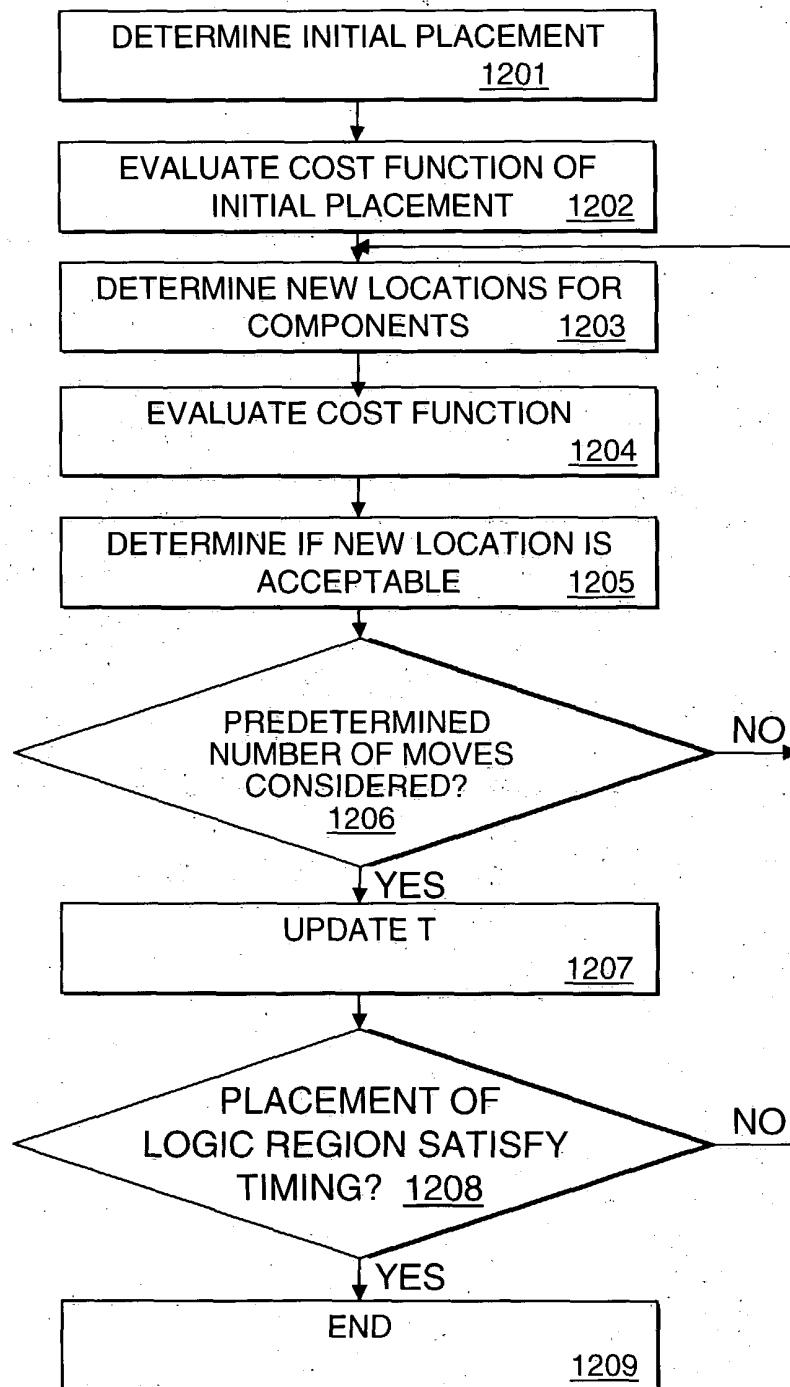 DETERMINE INITIAL PLACEMENT
1201
EVALUATE COST FUNCTION OF
INITIAL PLACEMENT 1202
DETERMINE NEW LOCATIONS FOR
COMPONENTS 1203
EVALUATE COST FUNCTION
1204
DETERMINE IF NEW LOCATION IS
ACCEPTABLE 1205
PREDETERMINED
NUMBER OF MOVES
CONSIDERED?
1206
NO
YES
UPDATE T
1207
PLACEMENT OF
LOGIC REGION SATISFY
TIMING? 1208
NO
YES
END
1209